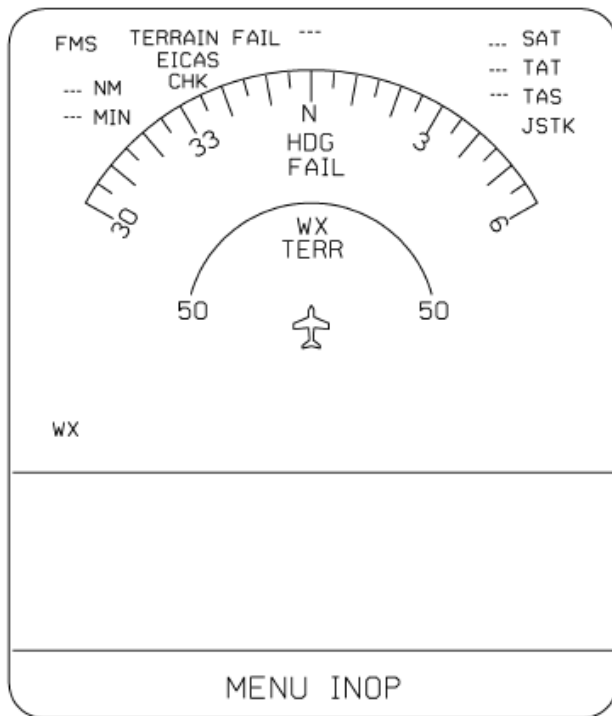 FMS
TERRAIN FAIL ---
EICAS
CHK
--- NM
--- MIN
--- SAT
--- TAT
--- TAS
JSTK
30
33
N
3
6
HDG
FAIL
WX
TERR
50
50
WX
MENU INOP